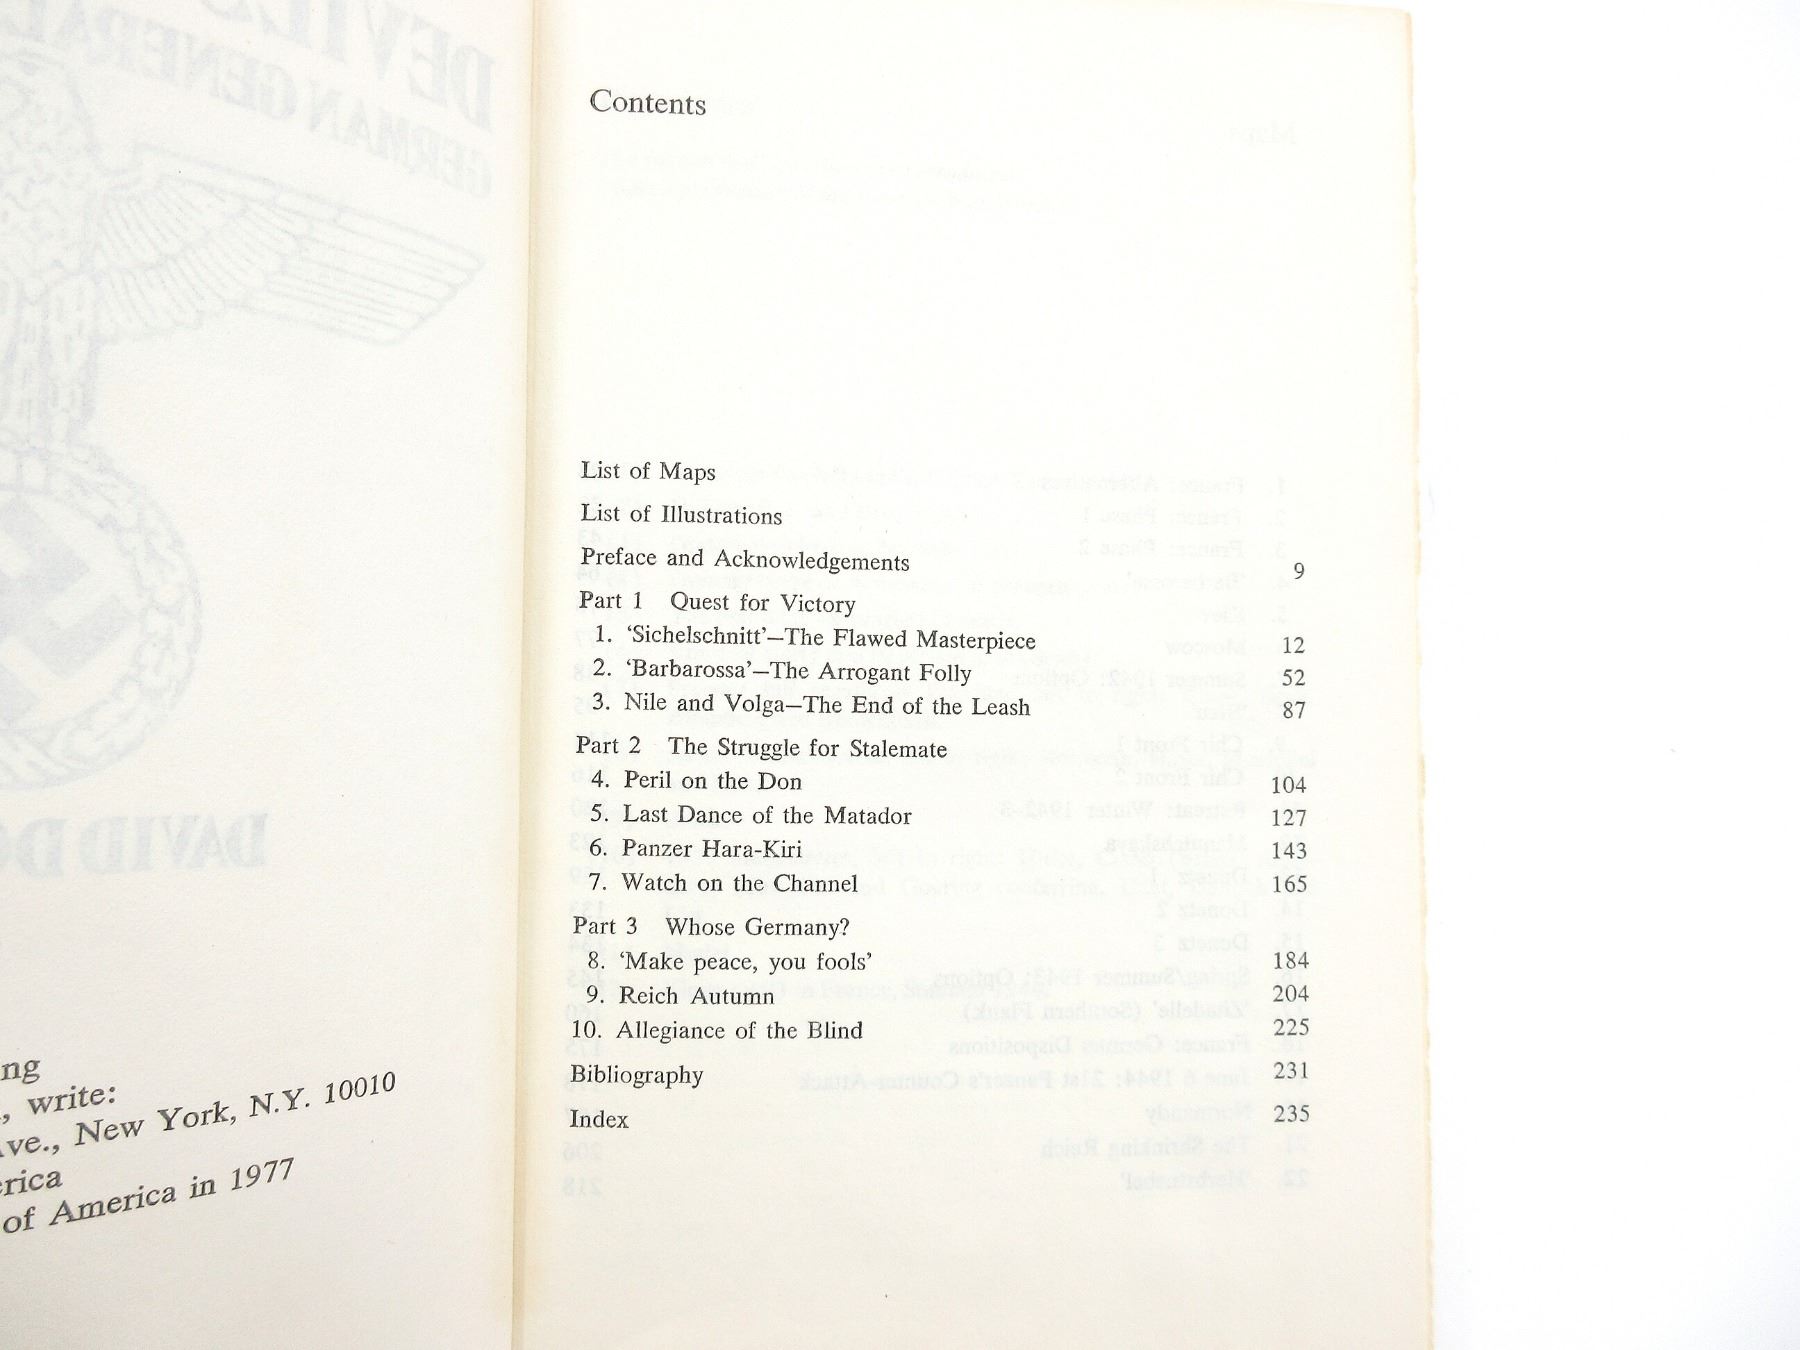 ng
, write:
ve., New York, N.Y. 10010
rica
of America in 1977
Contents
List of Maps
List of Illustrations
Preface and Acknowledgements 9
Part 1 Quest for Victory
1. ‘Sichelschnitt’—The Flawed Masterpiece 12
2. ‘Barbarossa’—The Arrogant Folly 52
3. Nile and Volga—The End of the Leash 87
Part 2 The Struggle for Stalemate
4. Peril on the Don 104
5. Last Dance of the Matador 127
6. Panzer Hara-Kiri 143
7. Watch on the Channel 165
Part 3 Whose Germany?
8. ‘Make peace, you fools’ 184
9. Reich Autumn 204
10. Allegiance of the Blind 225
Bibliography 231
Index 235